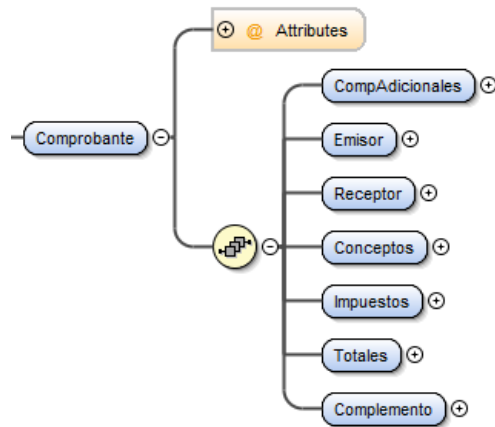 @ Attributes
CompAdicionales
Comprobante
Emisor
Receptor
Conceptos
Impuestos
Totales
Complemento